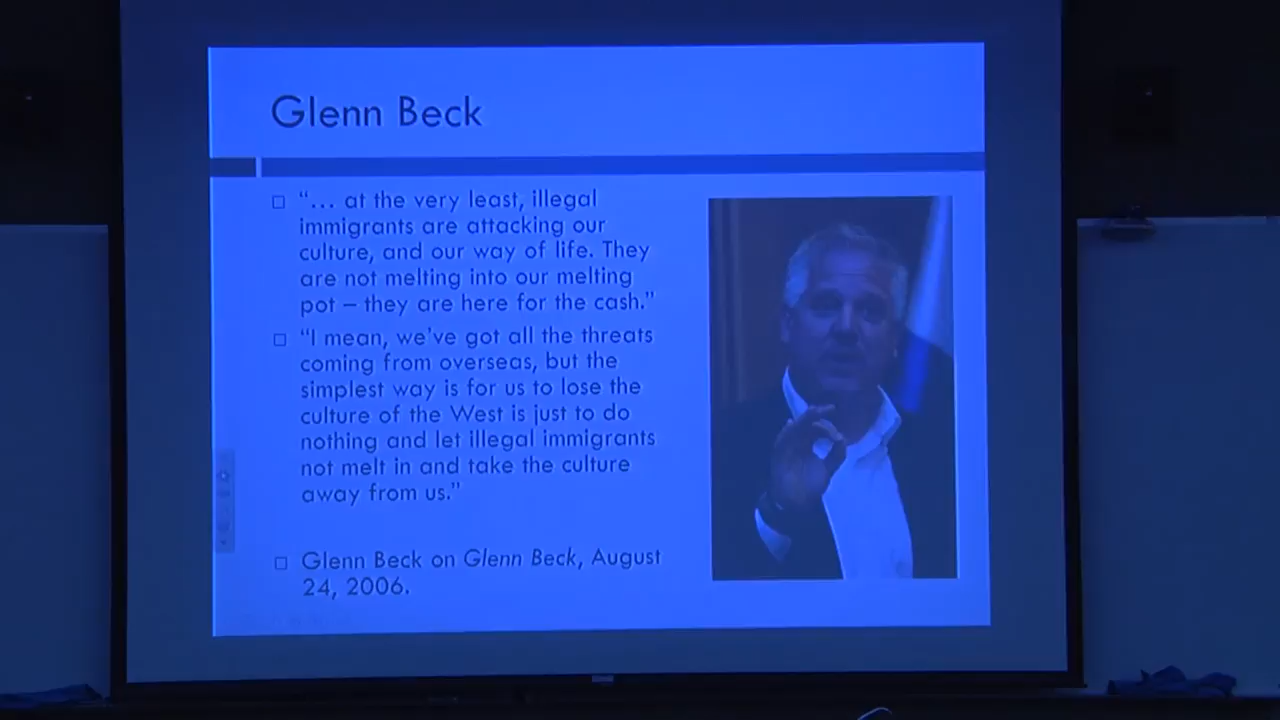 Glenn Beck
“... at the very least, illegal
immigrants are attacking our
culture, and our way of life. They
are not melting into our melting
pot – they are here for the cash.”
“I mean, we’ve got all the threats
coming from overseas, but the
simplest way is for us to lose the
culture of the West is just to do
nothing and let illegal immigrants
not melt in and take the culture
away from us.”
Glenn Beck on Glenn Beck, August
24, 2006.